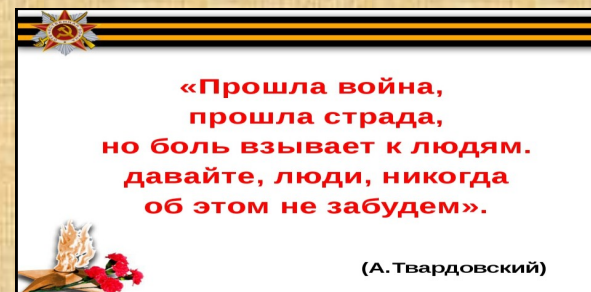 «Прошла война,
прошла страда,
но боль взывает к людям.
давайте, люди, никогда
об этом не забудем».
(А.Твардовский)